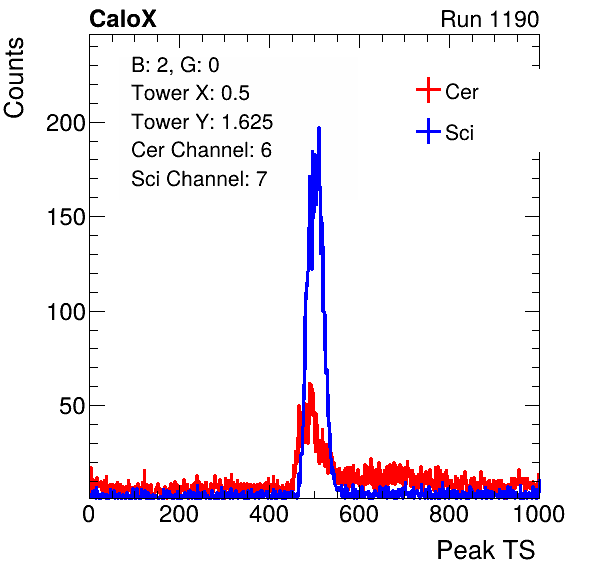 CaloX Run 1190
Counts
B: 2, G: 0
Tower X: 0.5
Tower Y: 1.625
Cer Channel: 6
Sci Channel: 7
Cer
Sci
200
150
100
50
0 200 400 600 800 1000
Peak TS